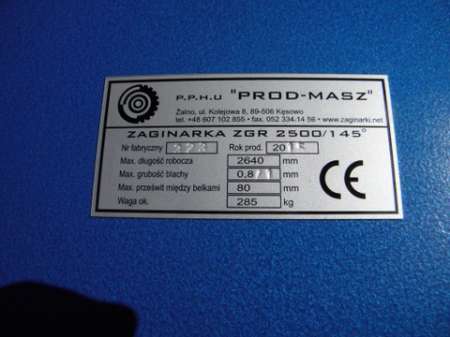 P.P.H.U "PROD-MASZ"
Żalno, ul. Kolejowa 8, 89-506 Kęsowo
tel. +48 607 102 855 • fax. 052 334 14 56 • www.zaginarki.net
ZAGINARKA ZGR 2500/145°
Nr fabryczny Rok prod. 2015
Max. długość robocza 2640 mm
Max. grubość blachy mm
Max. prześwit między belkami 80 mm
Waga ok. 285 kg
CE